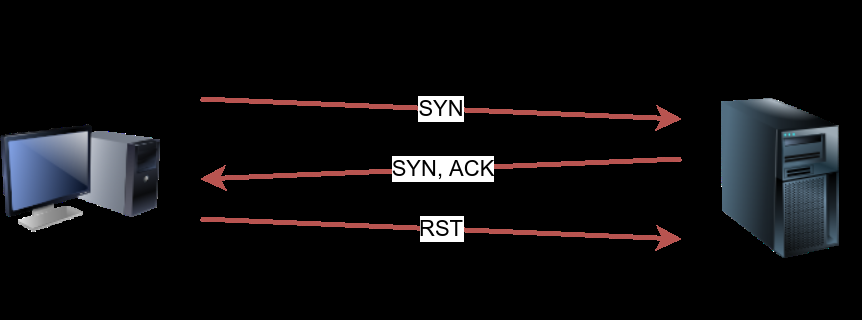 SYN
SYN, ACK
RST